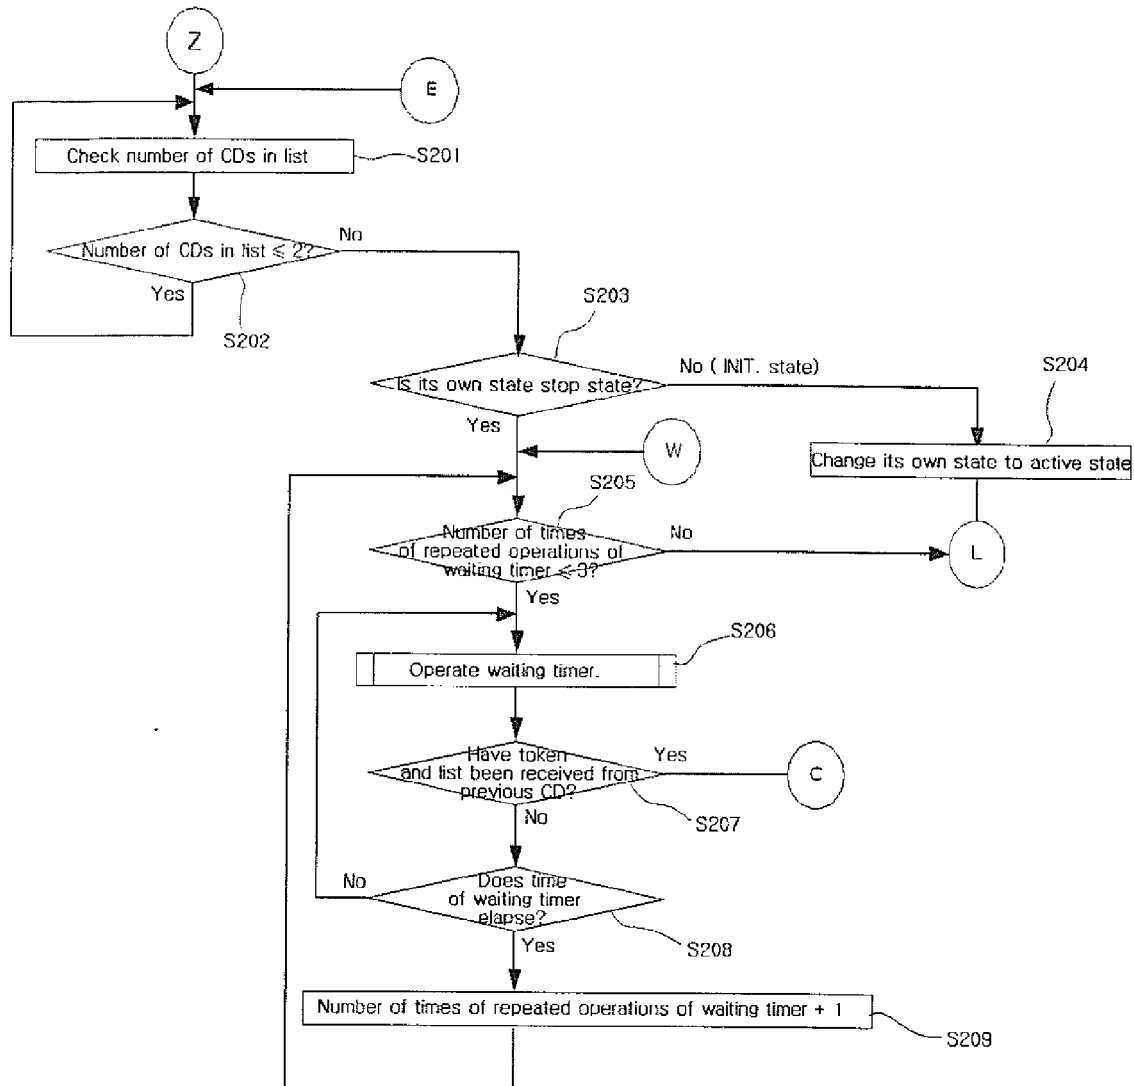 Z
E
Check number of CDs in list
S201
Number of CDs in list ⩽ 2?
No
Yes
S202
S203
Is its own state stop state?
No ( INIT. state)
S204
Yes
W
Change its own state to active state
S205
Number of times
of repeated operations of
waiting timer ⩽ 3?
No
L
Yes
S206
Operate waiting timer.
Have token
and list been received from
previous CD?
Yes
C
S207
No
Does time
of waiting timer
elapse?
No
S208
Yes
Number of times of repeated operations of waiting timer + 1
S209